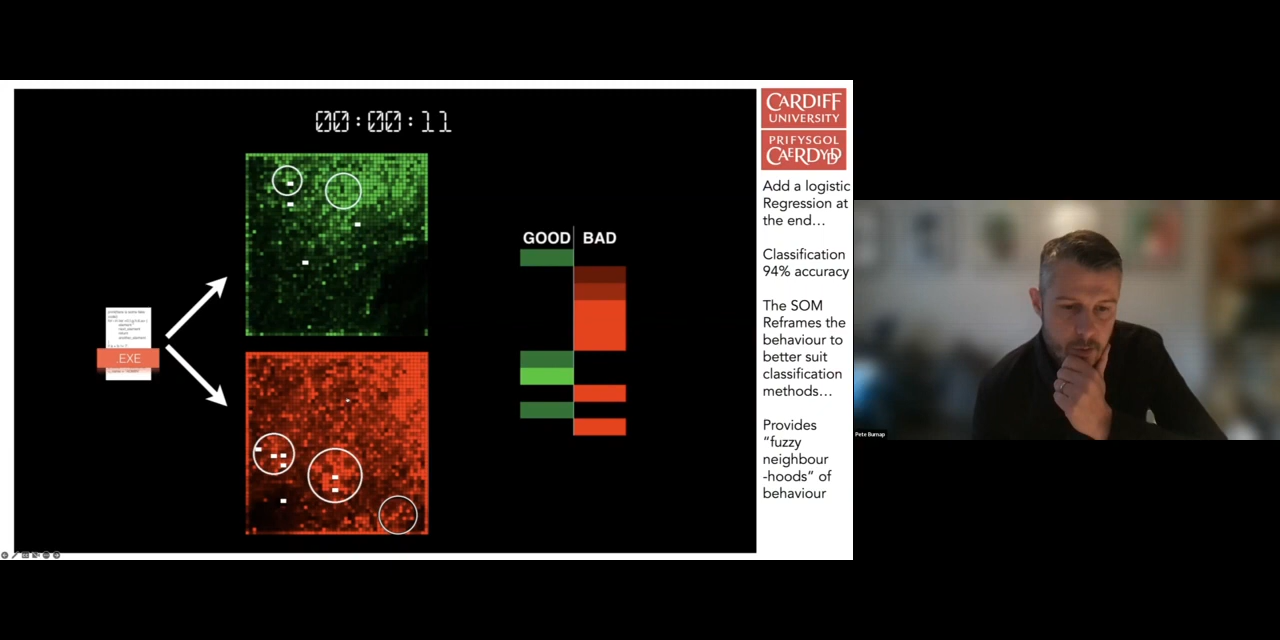 00:00:11
.EXE
GOOD BAD
CARDIFF
UNIVERSITY
PRIFYSGOL
CAERDYDD
Add a logistic
Regression at
the end…
Classification
94% accuracy
The SOM
Reframes the
behaviour to
better suit
classification
methods…
Provides
“fuzzy
neighbour
-hoods” of
behaviour
Pete Burnap